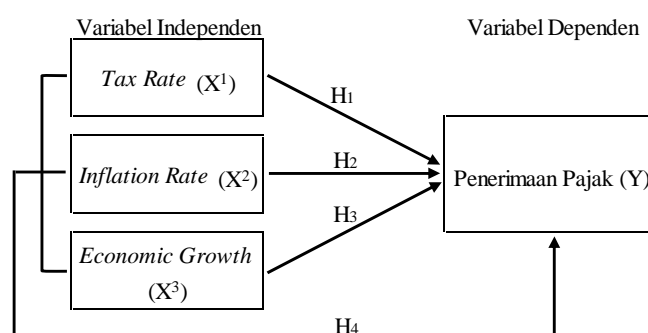 Variabel Independen
Variabel Dependen
Tax Rate (X¹)
H1
Inflation Rate (X²)
H2
Penerimaan Pajak (Y)
H3
Economic Growth
(X³)
H4